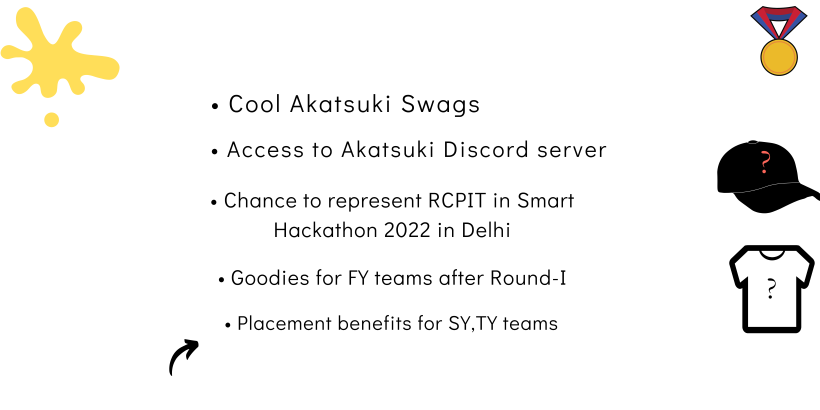 • Cool Akatsuki Swags
• Access to Akatsuki Discord server
• Chance to represent RCPIT in Smart
Hackathon 2022 in Delhi
• Goodies for FY teams after Round-I
• Placement benefits for SY,TY teams
?
?